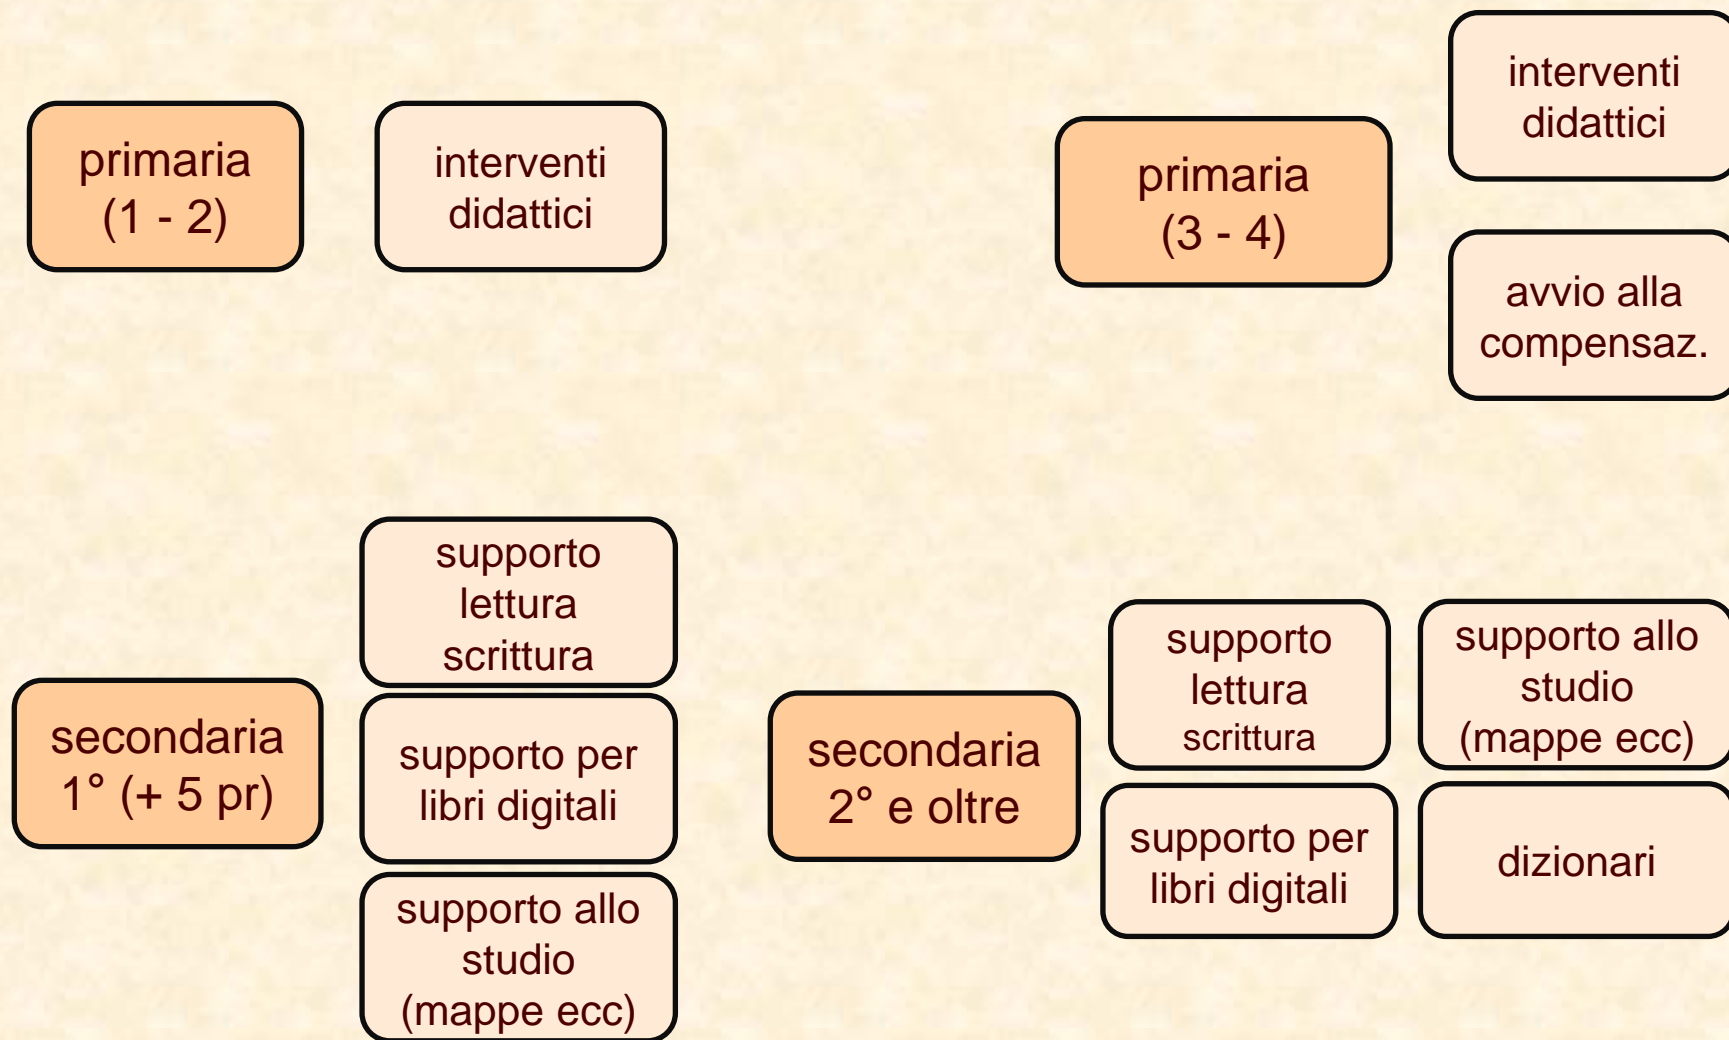 primaria
(1 - 2)
interventi
didattici
primaria
(3 - 4)
interventi
didattici
avvio alla
compensaz.
secondaria
1° (+ 5 pr)
supporto
lettura
scrittura
supporto per
libri digitali
supporto allo
studio
(mappe ecc)
secondaria
2° e oltre
supporto
lettura
scrittura
supporto per
libri digitali
supporto allo
studio
(mappe ecc)
dizionari